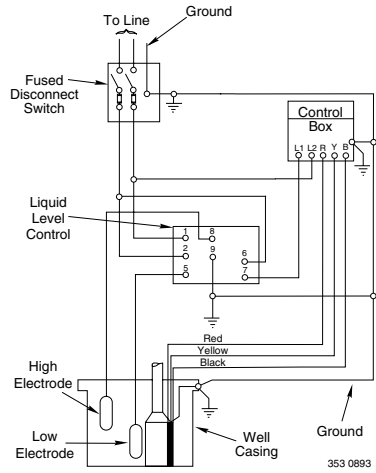 To Line
Ground
Fused
Disconnect
Switch
Control
Box
L1 L2 R Y B
Liquid
Level
Control
1
8
2
9
6
5
7
Red
Yellow
Black
High
Electrode
Low
Electrode
Well
Casing
Ground
353 0893